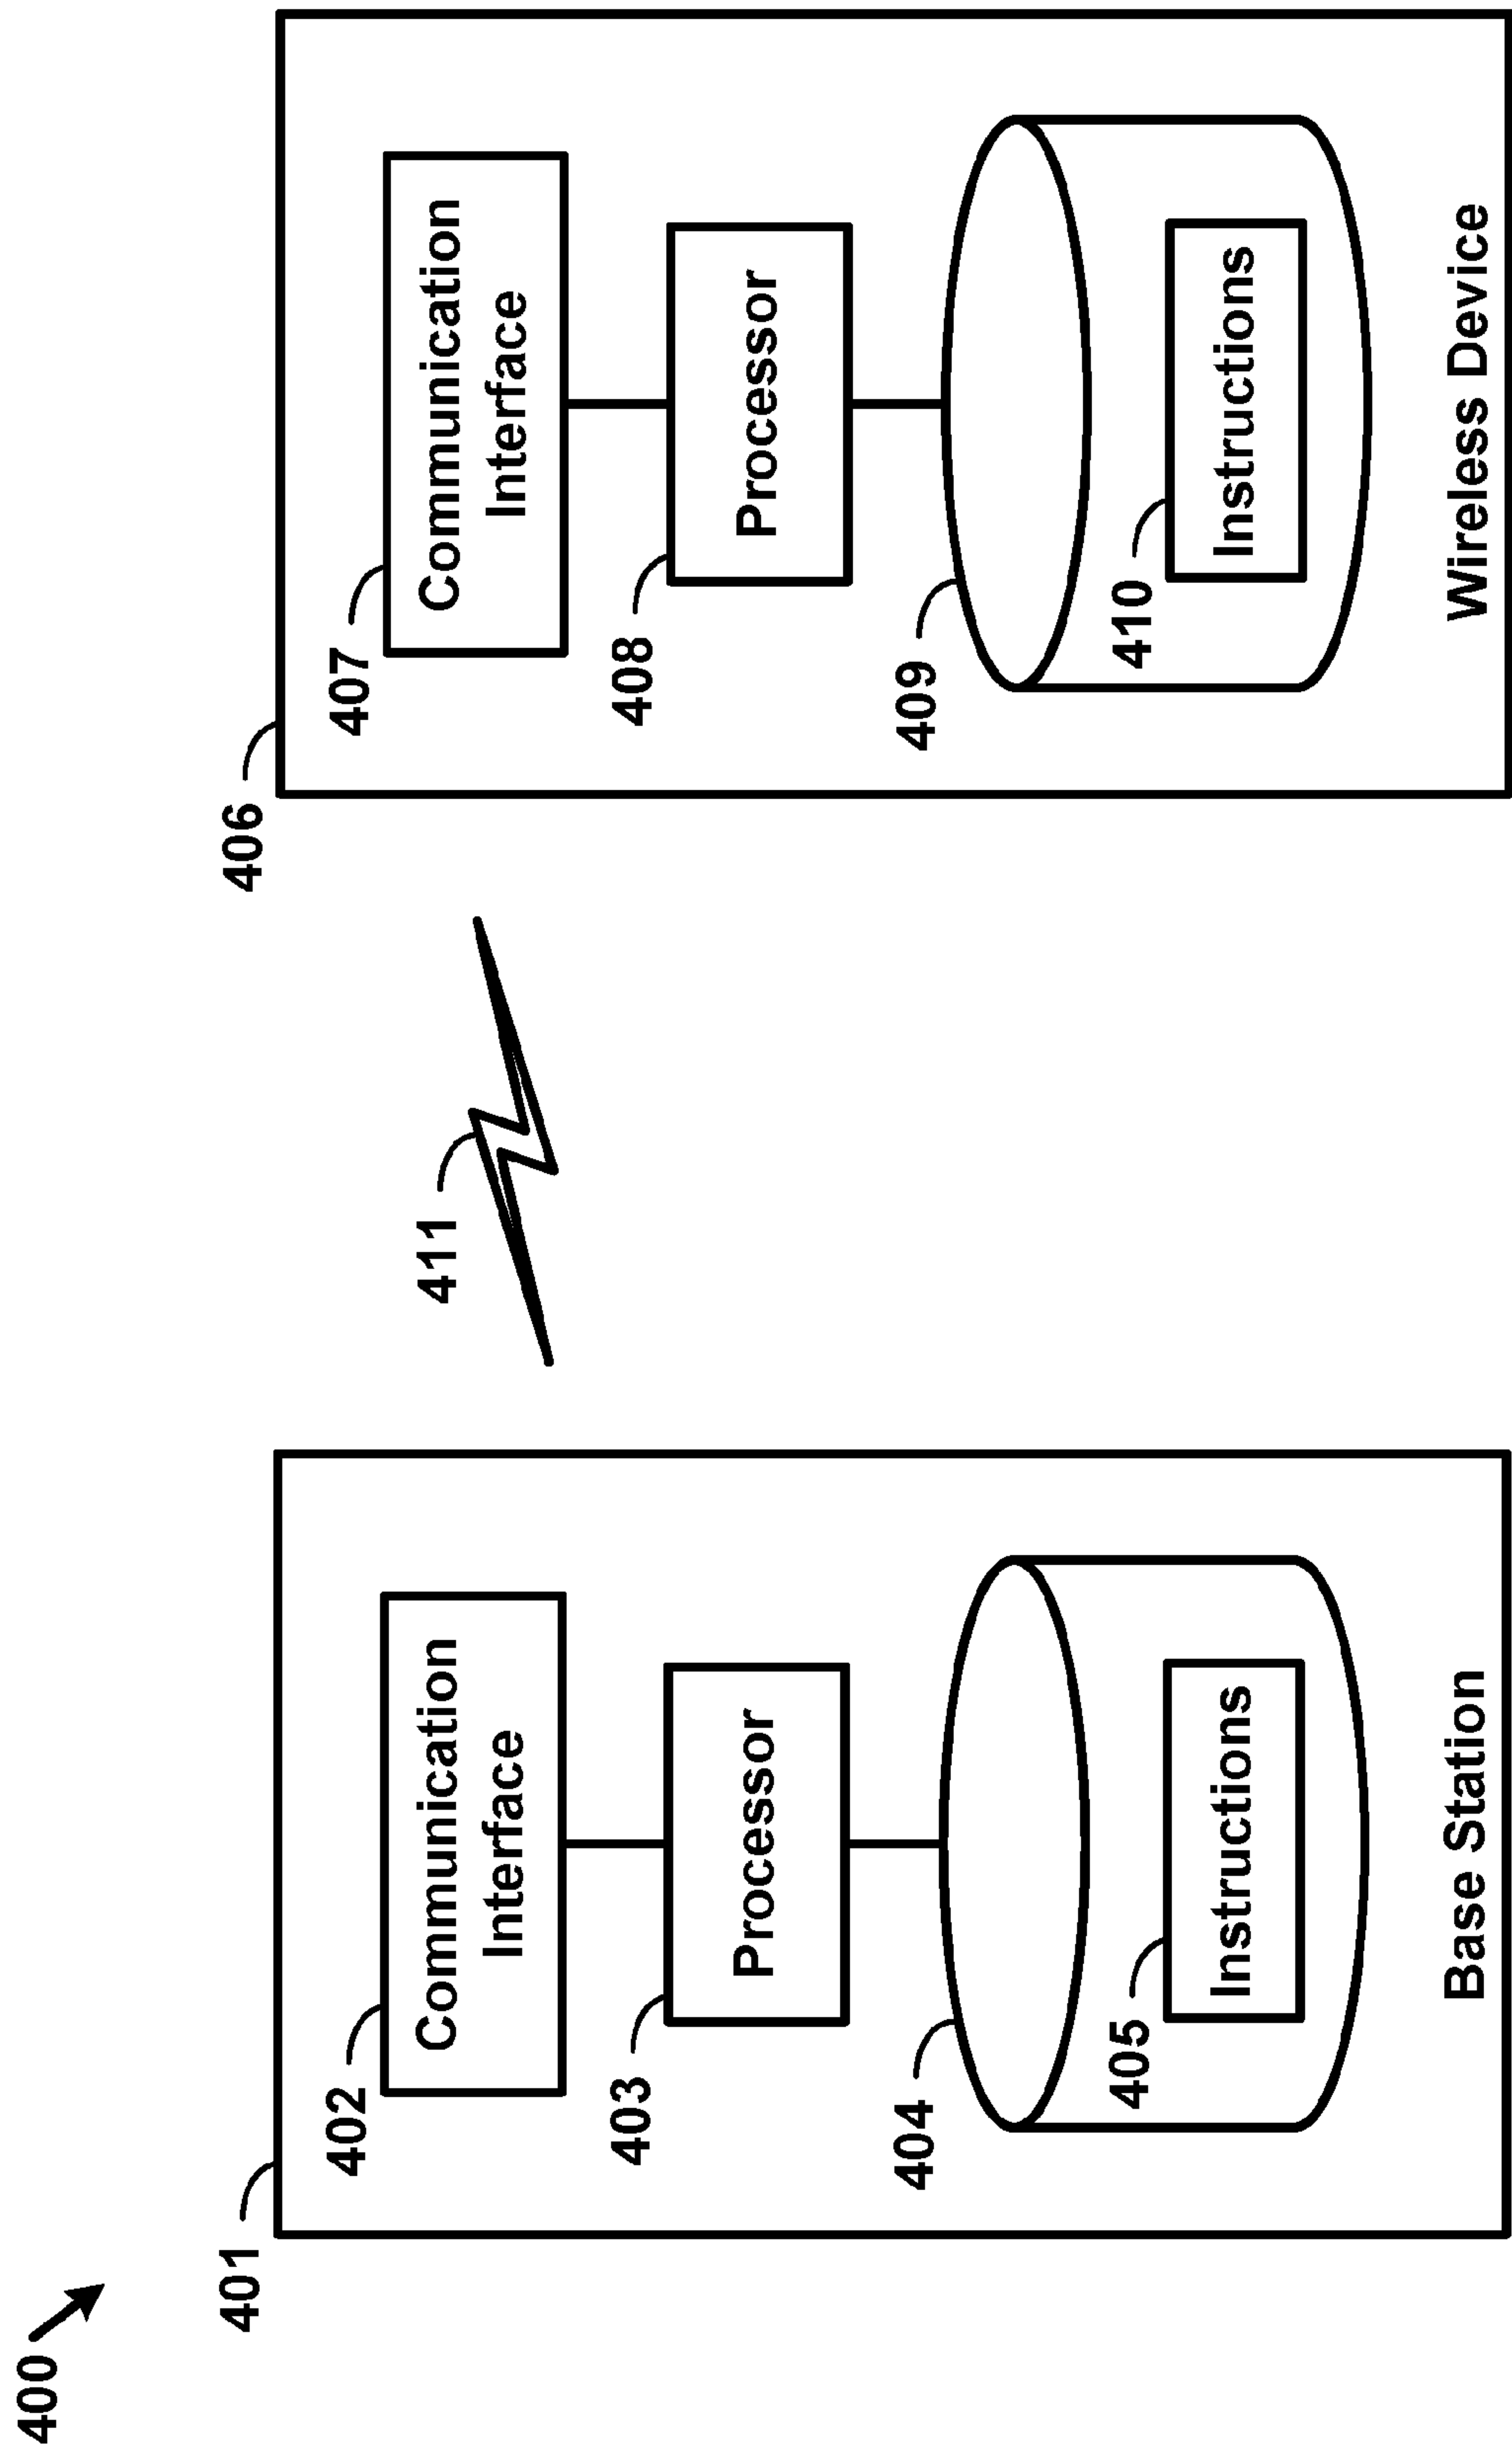 400
401
402
Communication
Interface
403
Processor
404
405
Instructions
Base Station
411
406
407
Communication
Interface
408
Processor
409
410
Instructions
Wireless Device